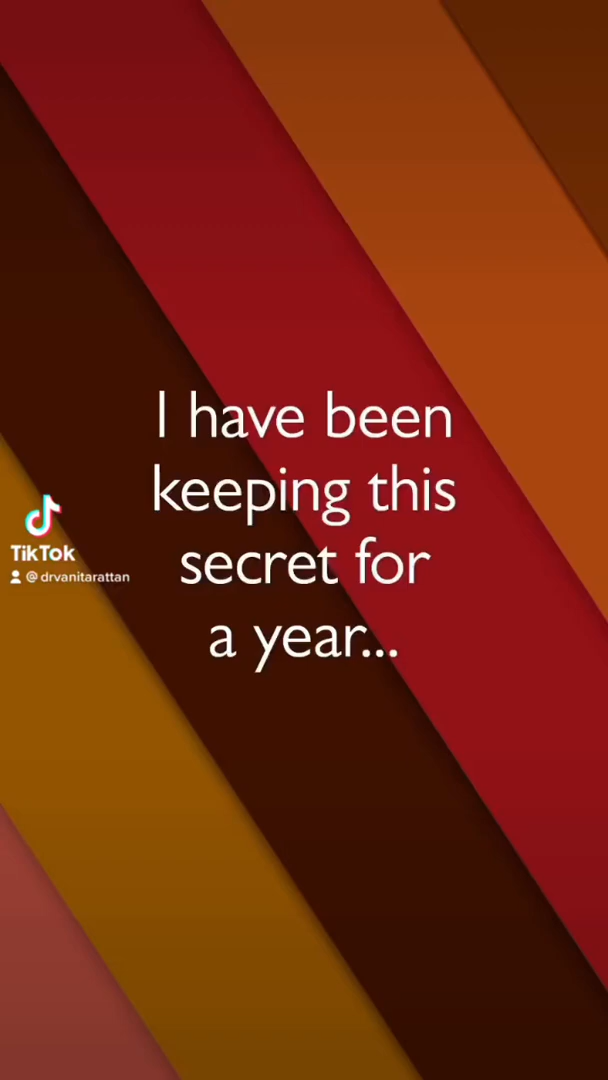 I have been
keeping this
secret for
a year...
TikTok
@drvanitarattan